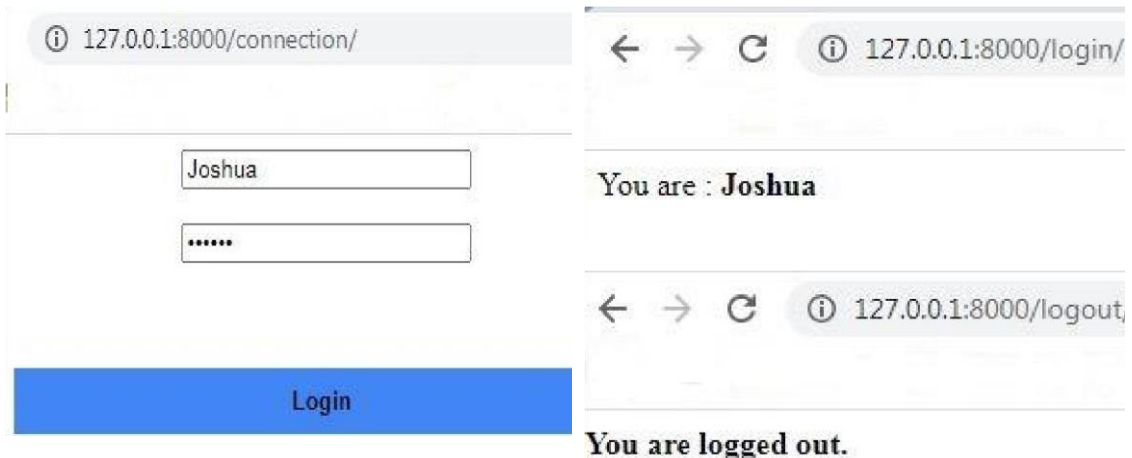 127.0.0.1:8000/connection/
Joshua
••••••
Login
127.0.0.1:8000/login/
You are : Joshua
127.0.0.1:8000/logout/
You are logged out.